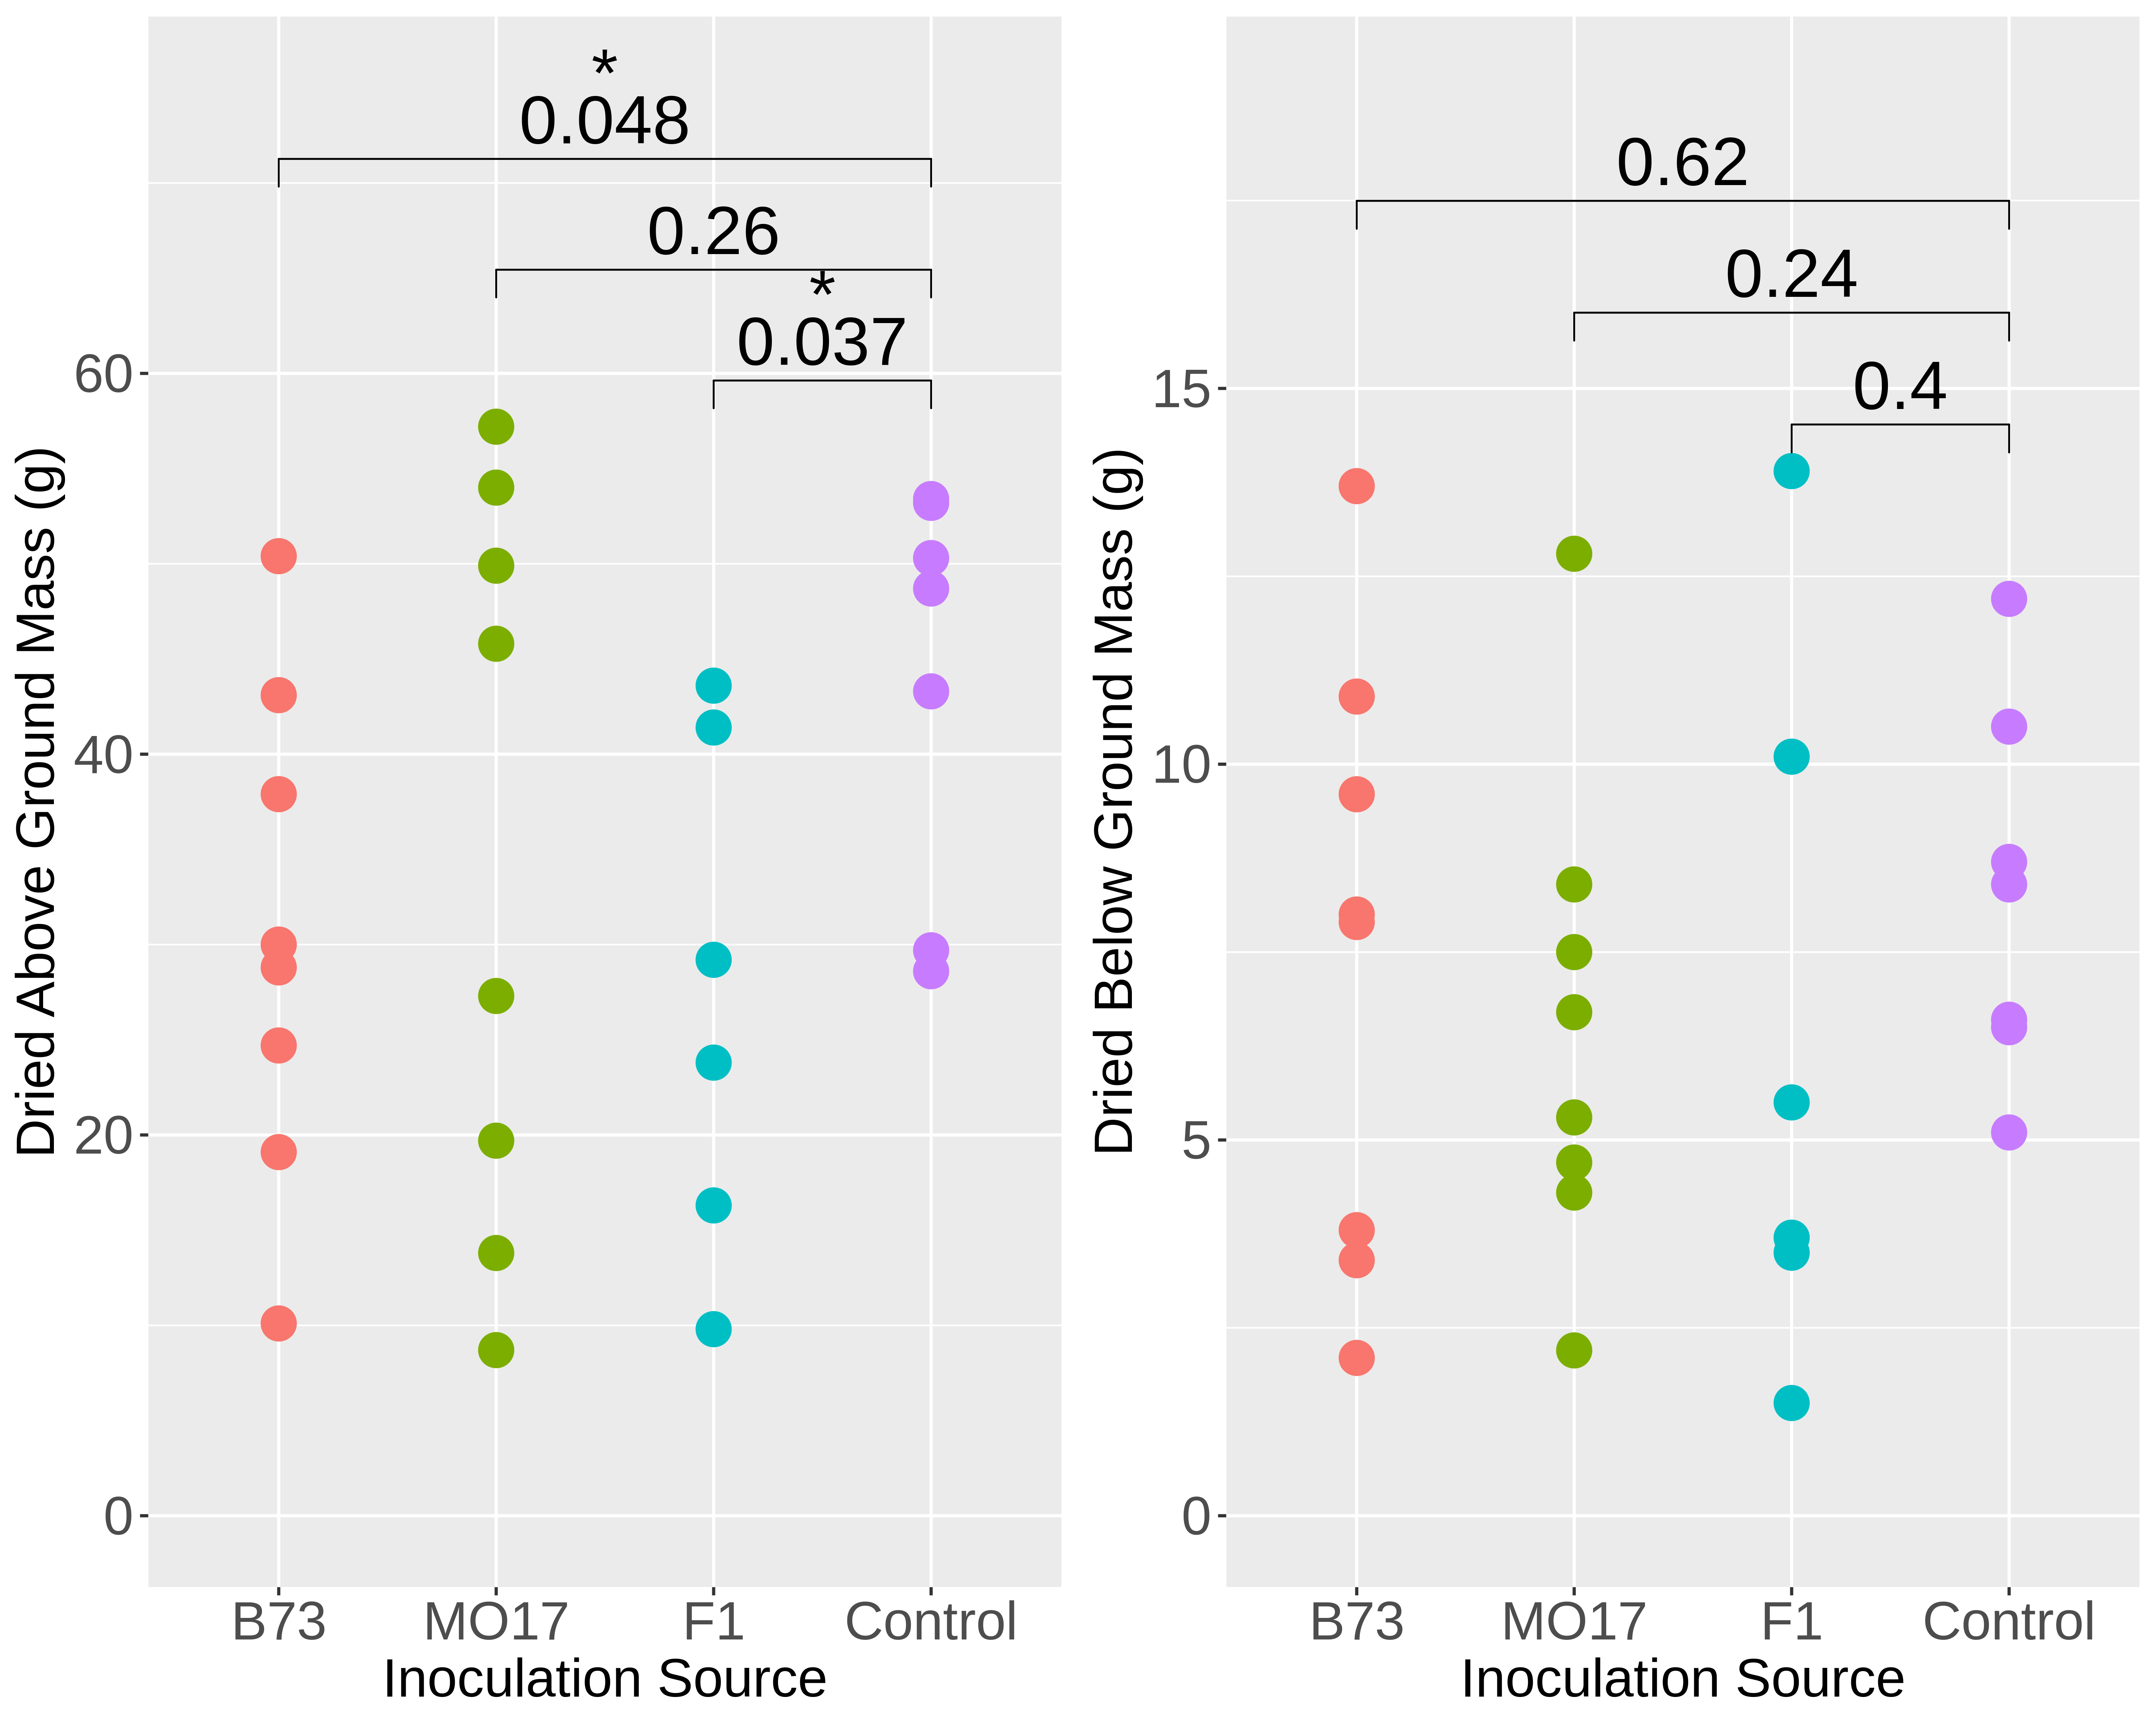 *
0.048
0.26
*
0.037
60
40
20
0
Dried Above Ground Mass (g)
B73 MO17 F1 Control
Inoculation Source
0.62
0.24
0.4
15
10
5
0
Dried Below Ground Mass (g)
B73 MO17 F1 Control
Inoculation Source